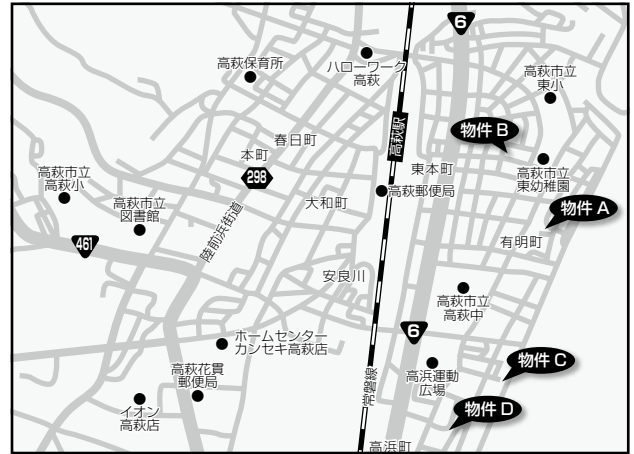 6
高萩保育所
ハローワーク
高萩
高萩市立
東小
物件 B
高萩駅
春日町
本町
298
東本町
高萩市立
東幼稚園
高萩市立
高萩小
高萩市立
図書館
大和町
高萩郵便局
物件 A
陸前浜街道
有明町
461
安良川
高萩市立
高萩中
6
ホームセンター
カンセキ高萩店
高萩花貫
郵便局
高浜運動
広場
物件 C
常磐線
イオン
高萩店
物件 D
高浜町